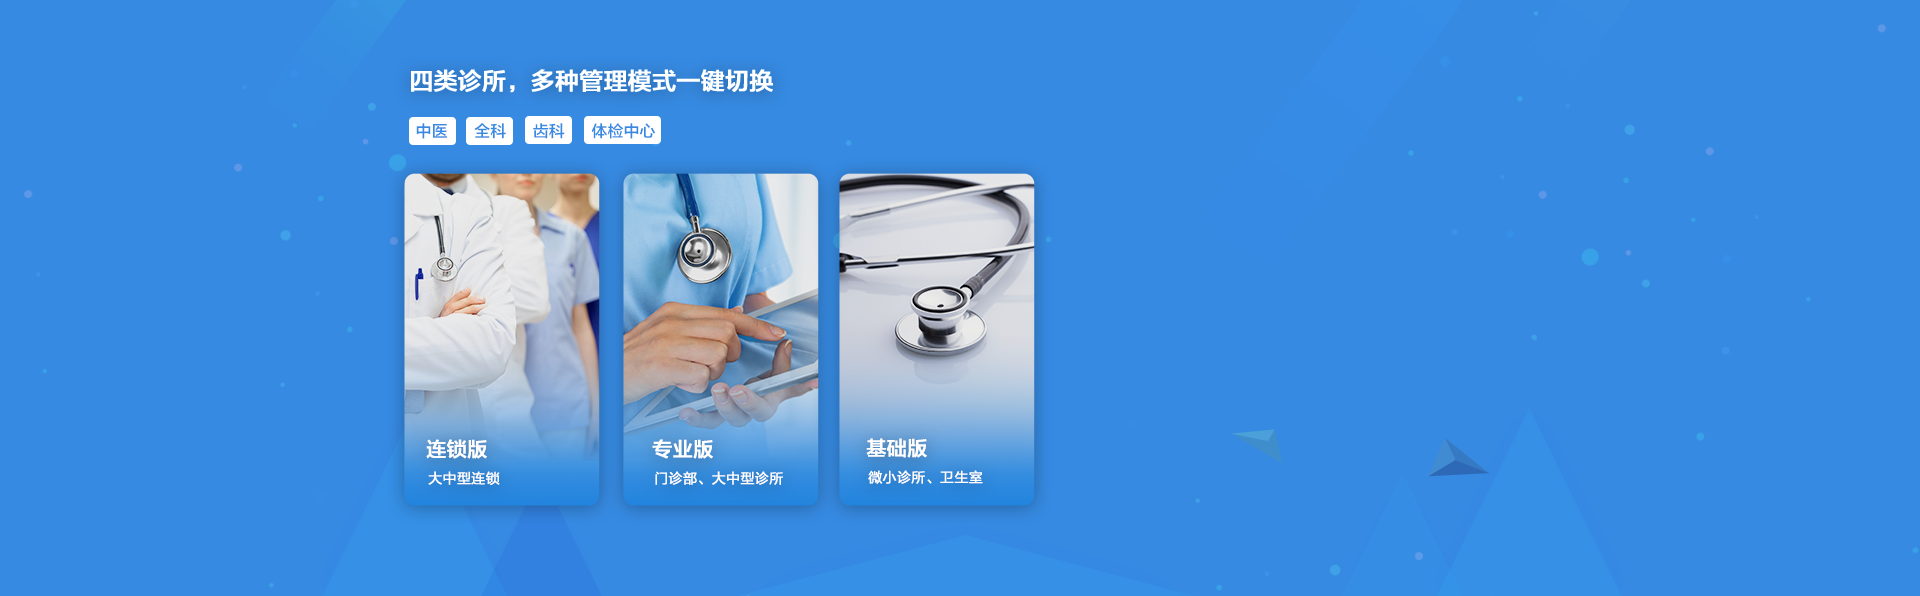 四类诊所，多种管理模式一键切换
中医 全科 齿科 体检中心
连锁版
大中型连锁
专业版
门诊部、大中型诊所
基础版
微小诊所、卫生室